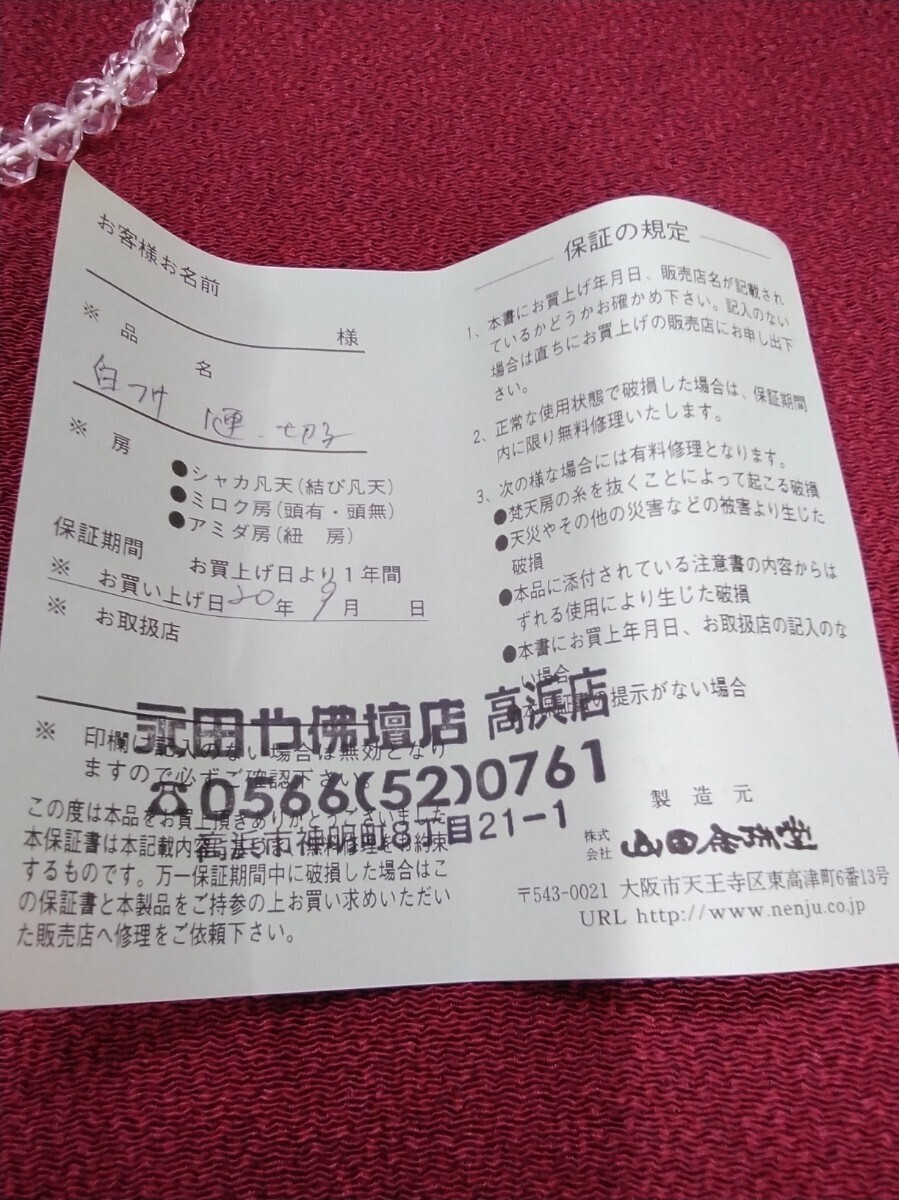 お客様お名前
様
※ 品 名
切子
※ 房
●シャカ凡天(結び凡天)
●ミロク房(頭有・頭無)
●アミダ房(紐 房)
保証期間 お買上げ日より1年間
※ お買い上げ日20年9月 日
※ お取扱店
永田や佛壇店 高浜店
☎0566(52)0761
高浜市神明町8丁目21-1
※ 印欄に記入のない場合は無効となり
ますので必ずご確認下さい。
この度は本品をお買上げ頂きありがとうございました
本保証書は本記載内容に基づき、無料修理をお約束
するものです。万一保証期間中に破損した場合はこ
の保証書と本製品をご持参の上お買い求めいただい
た販売店へ修理をご依頼下さい。
保証の規定
1、本書にお買上げ年月日、販売店名が記載され
ているかどうかお確かめ下さい。記入のない
場合は直ちにお買上げの販売店にお申し出下
さい。
2、正常な使用状態で破損した場合は、保証期間
内に限り無料修理いたします。
3、次の様な場合には有料修理となります。
●梵天房の糸を抜くことによって起こる破損
●天災やその他の災害などの被害より生じた
破損
●本品に添付されている注意書の内容からは
ずれる使用により生じた破損
●本書にお買上年月日、お取扱店の記入のな
い場合
●本保証書の提示がない場合
製造元
株式会社 山田念珠堂
〒543-0021 大阪市天王寺区東高津町6番13号
URL http://www.nenju.co.jp